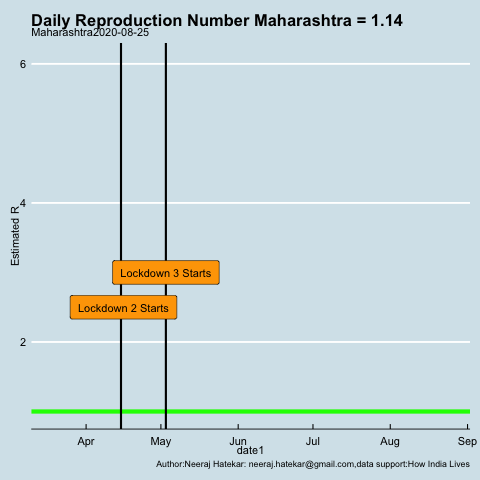 Daily Reproduction Number Maharashtra = 1.14
Maharashtra2020-08-25
6
4
2
Estimated R
Lockdown 3 Starts
Lockdown 2 Starts
Apr May Jun Jul Aug Sep
date1
Author:Neeraj Hatekar: neeraj.hatekar@gmail.com,data support:How India Lives